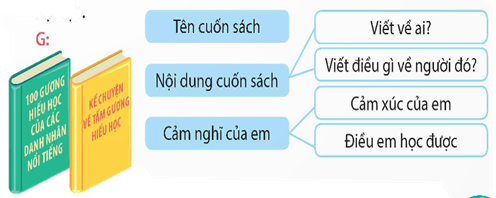 G:
100 GƯƠNG
HIẾU HỌC
CỦA CÁC
DANH NHÂN
NỔI TIẾNG
KỂ CHUYỆN
VỀ TẤM GƯƠNG
HIẾU HỌC
Tên cuốn sách
Nội dung cuốn sách
Cảm nghĩ của em
Viết về ai?
Viết điều gì về người đó?
Cảm xúc của em
Điều em học được